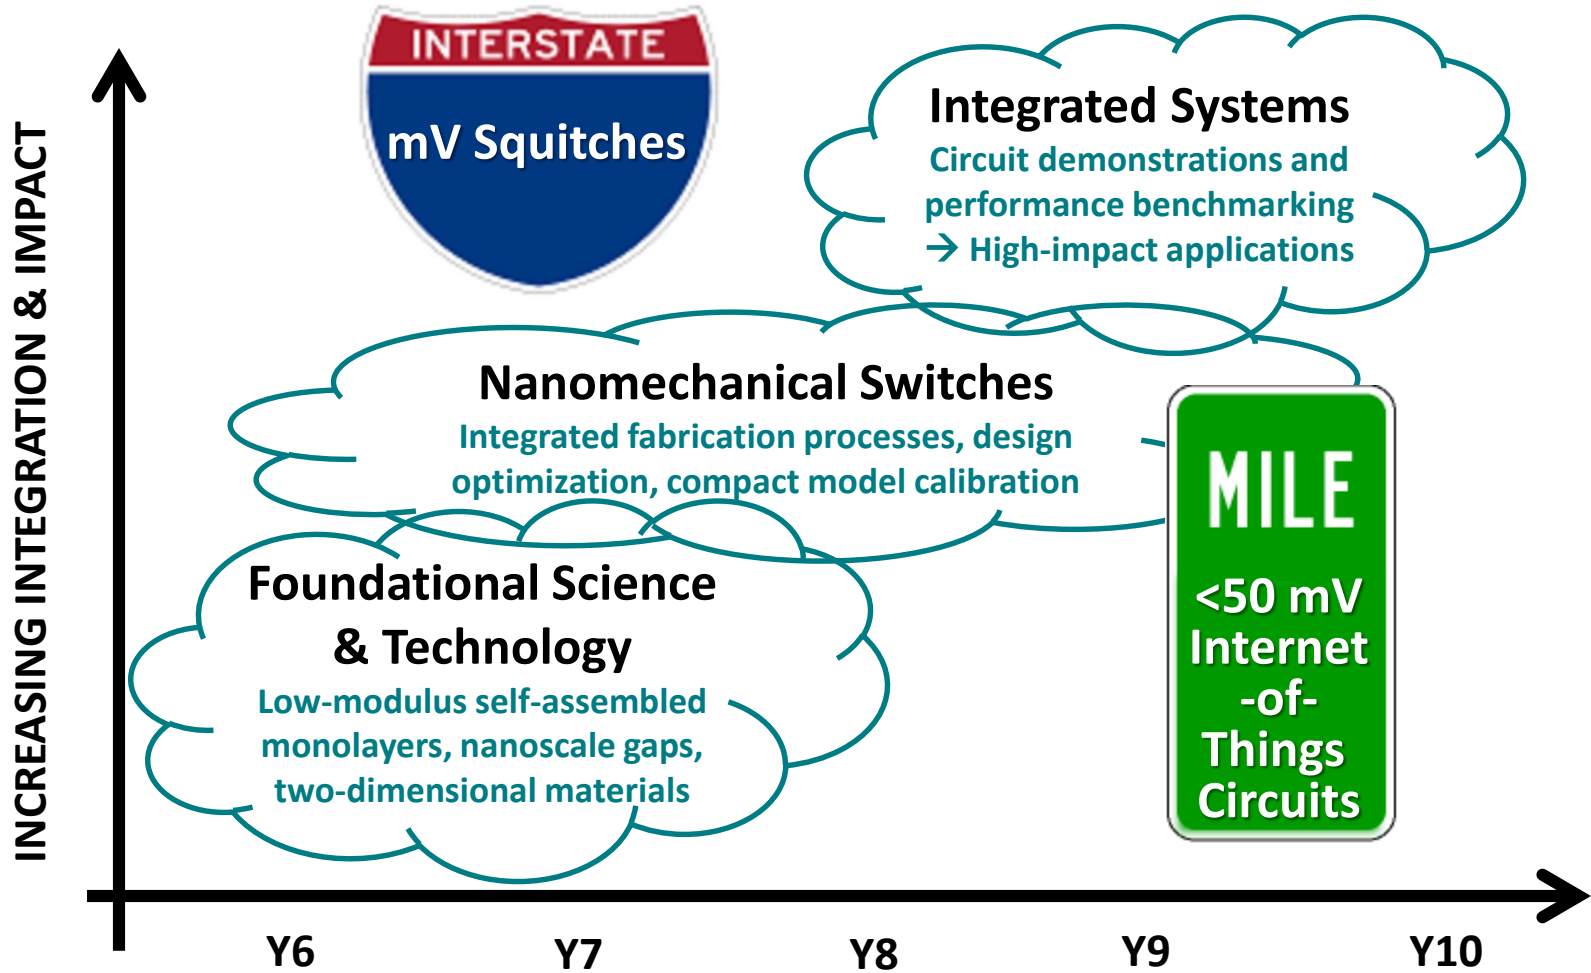 INTERSTATE
mV Squitches
Integrated Systems
Circuit demonstrations and
performance benchmarking
→ High-impact applications
Nanomechanical Switches
Integrated fabrication processes, design
optimization, compact model calibration
Foundational Science
& Technology
Low-modulus self-assembled
monolayers, nanoscale gaps,
two-dimensional materials
MILE
<50 mV
Internet
-of-
Things
Circuits
INCREASING INTEGRATION & IMPACT
Y6 Y7 Y8 Y9 Y10